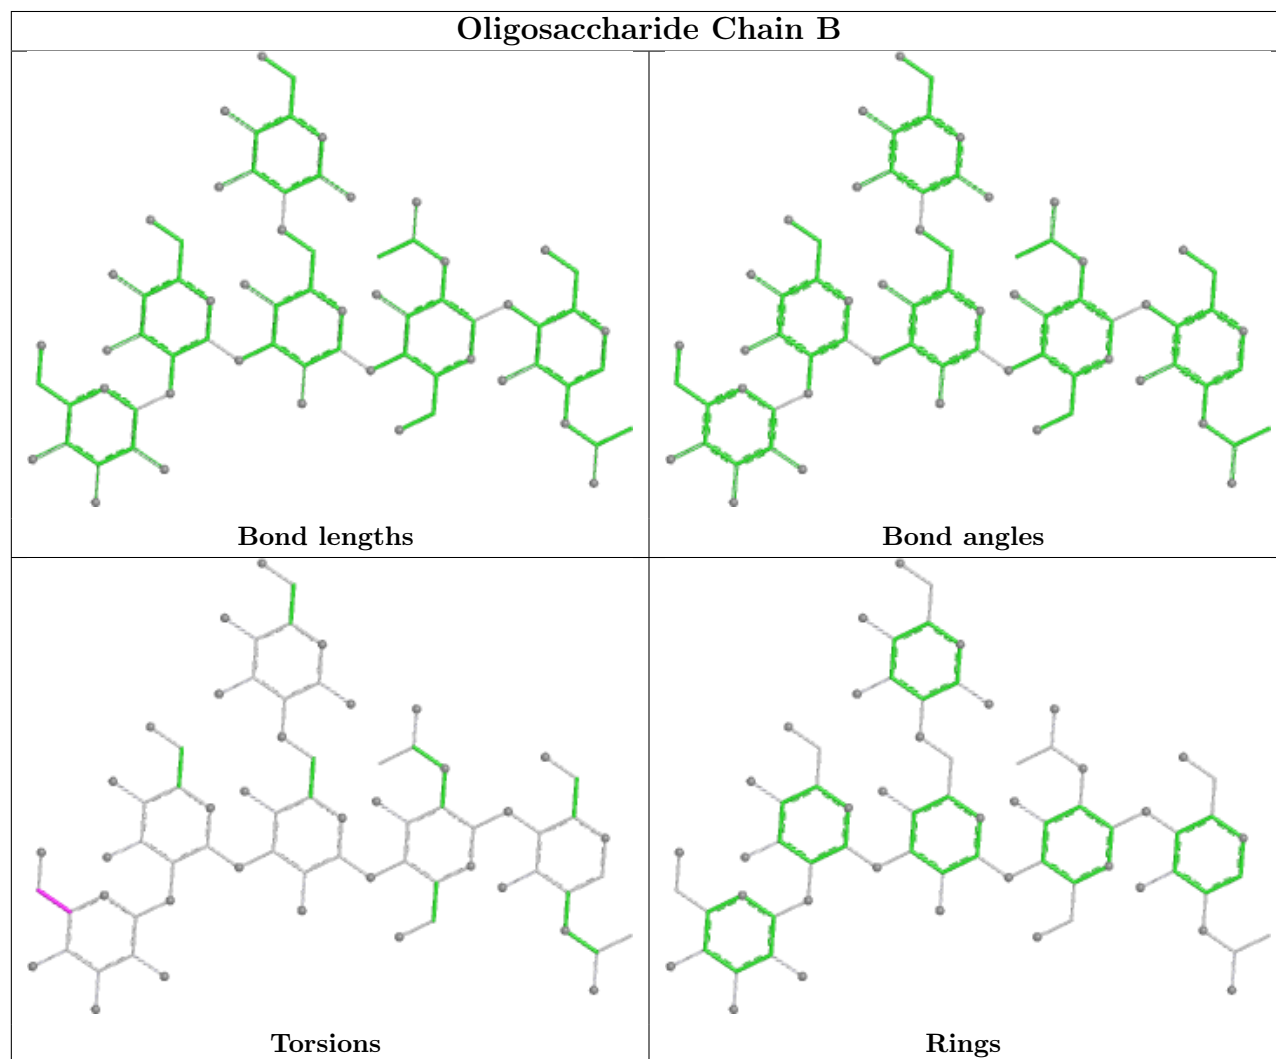 Oligosaccharide Chain B
Bond lengths
Bond angles
Torsions
Rings